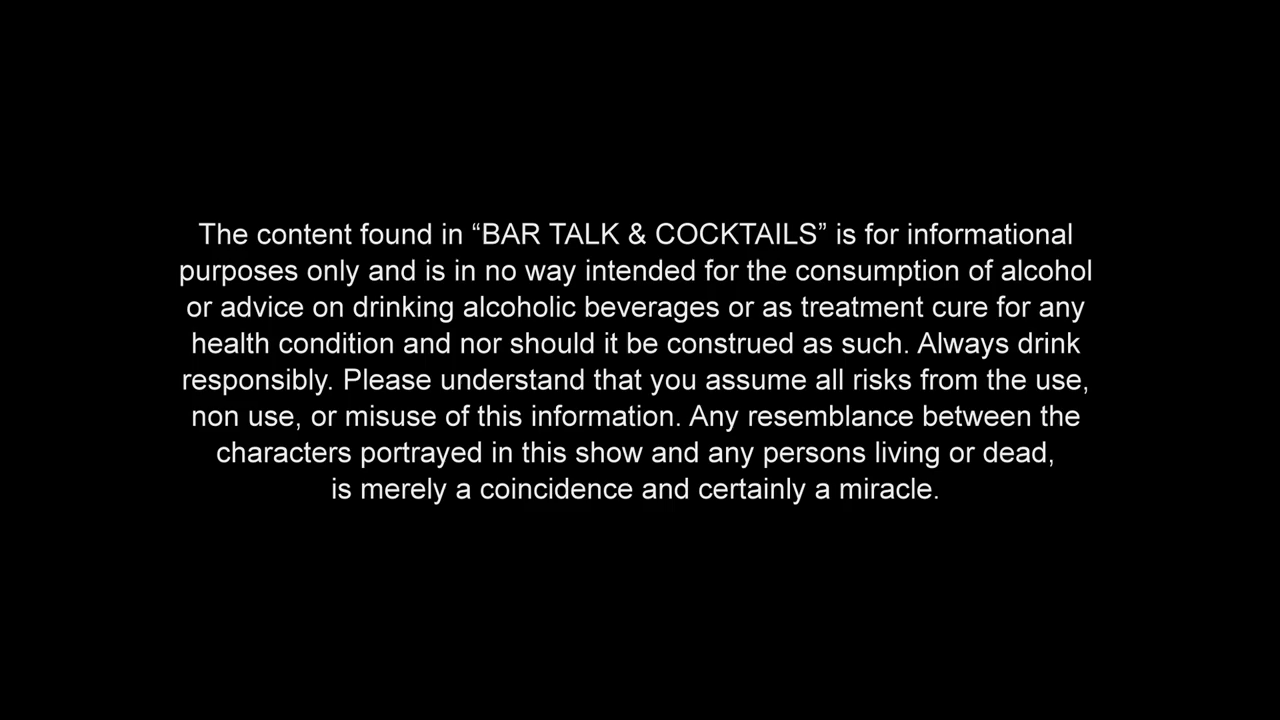 The content found in “BAR TALK & COCKTAILS” is for informational
purposes only and is in no way intended for the consumption of alcohol
or advice on drinking alcoholic beverages or as treatment cure for any
health condition and nor should it be construed as such. Always drink
responsibly. Please understand that you assume all risks from the use,
non use, or misuse of this information. Any resemblance between the
characters portrayed in this show and any persons living or dead,
is merely a coincidence and certainly a miracle.